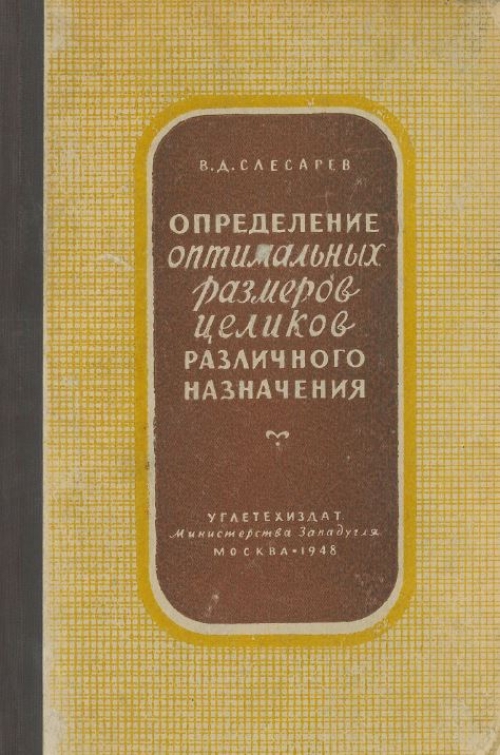 В.Д.СЛЕСАРЕВ
ОПРЕДЕЛЕНИЕ
оптимальных
размеров
целиков
РАЗЛИЧНОГО
НАЗНАЧЕНИЯ
УГЛЕТЕХИЗДАТ
Министерства Западугля
МОСКВА • 1948